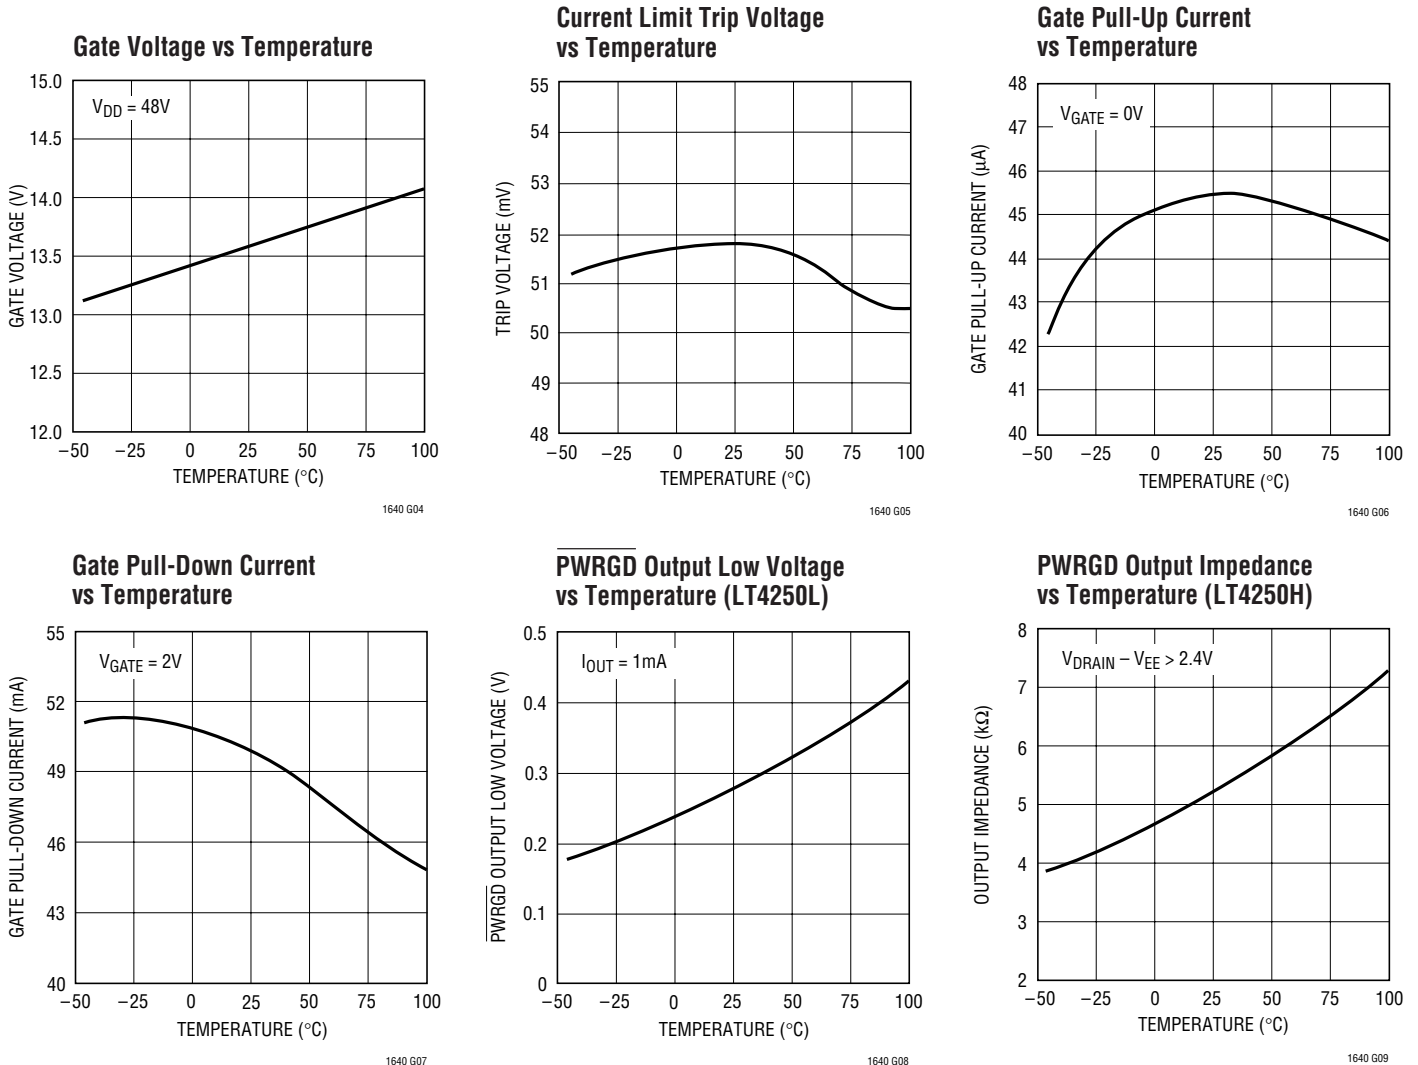 Gate Voltage vs Temperature
15.0
14.5
14.0
13.5
13.0
12.5
12.0
GATE VOLTAGE (V)
VDD = 48V
–50 –25 0 25 50 75 100
TEMPERATURE (°C)
1640 G04
Current Limit Trip Voltage
vs Temperature
55
54
53
52
51
50
49
48
TRIP VOLTAGE (mV)
–50 –25 0 25 50 75 100
TEMPERATURE (°C)
1640 G05
Gate Pull-Up Current
vs Temperature
48
47
46
45
44
43
42
41
40
GATE PULL-UP CURRENT (µA)
VGATE = 0V
–50 –25 0 25 50 75 100
TEMPERATURE (°C)
1640 G06
Gate Pull-Down Current
vs Temperature
55
52
49
46
43
40
GATE PULL-DOWN CURRENT (mA)
VGATE = 2V
–50 –25 0 25 50 75 100
TEMPERATURE (°C)
1640 G07
PWRGD Output Low Voltage
vs Temperature (LT4250L)
0.5
0.4
0.3
0.2
0.1
0
PWRGD OUTPUT LOW VOLTAGE (V)
IOUT = 1mA
–50 –25 0 25 50 75 100
TEMPERATURE (°C)
1640 G08
PWRGD Output Impedance
vs Temperature (LT4250H)
8
7
6
5
4
3
2
OUTPUT IMPEDANCE (kΩ)
VDRAIN – VEE > 2.4V
–50 –25 0 25 50 75 100
TEMPERATURE (°C)
1640 G09